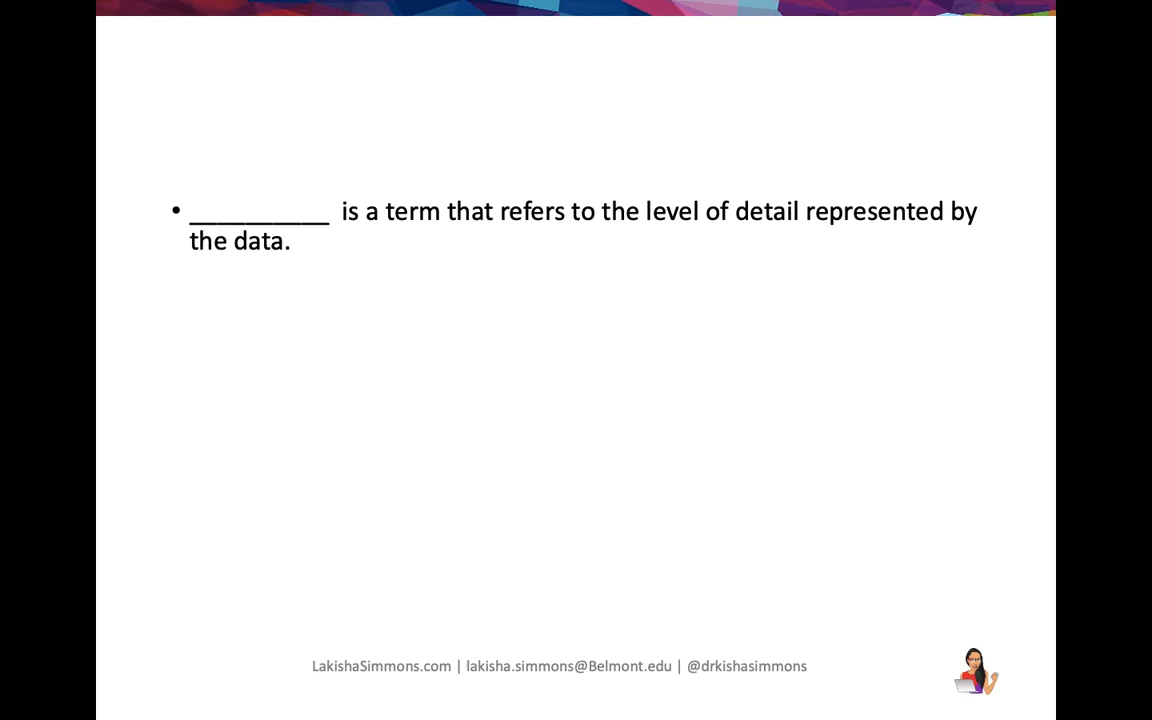 • __________ is a term that refers to the level of detail represented by
the data.
LakishaSimmons.com | lakisha.simmons@Belmont.edu | @drkishasimmons